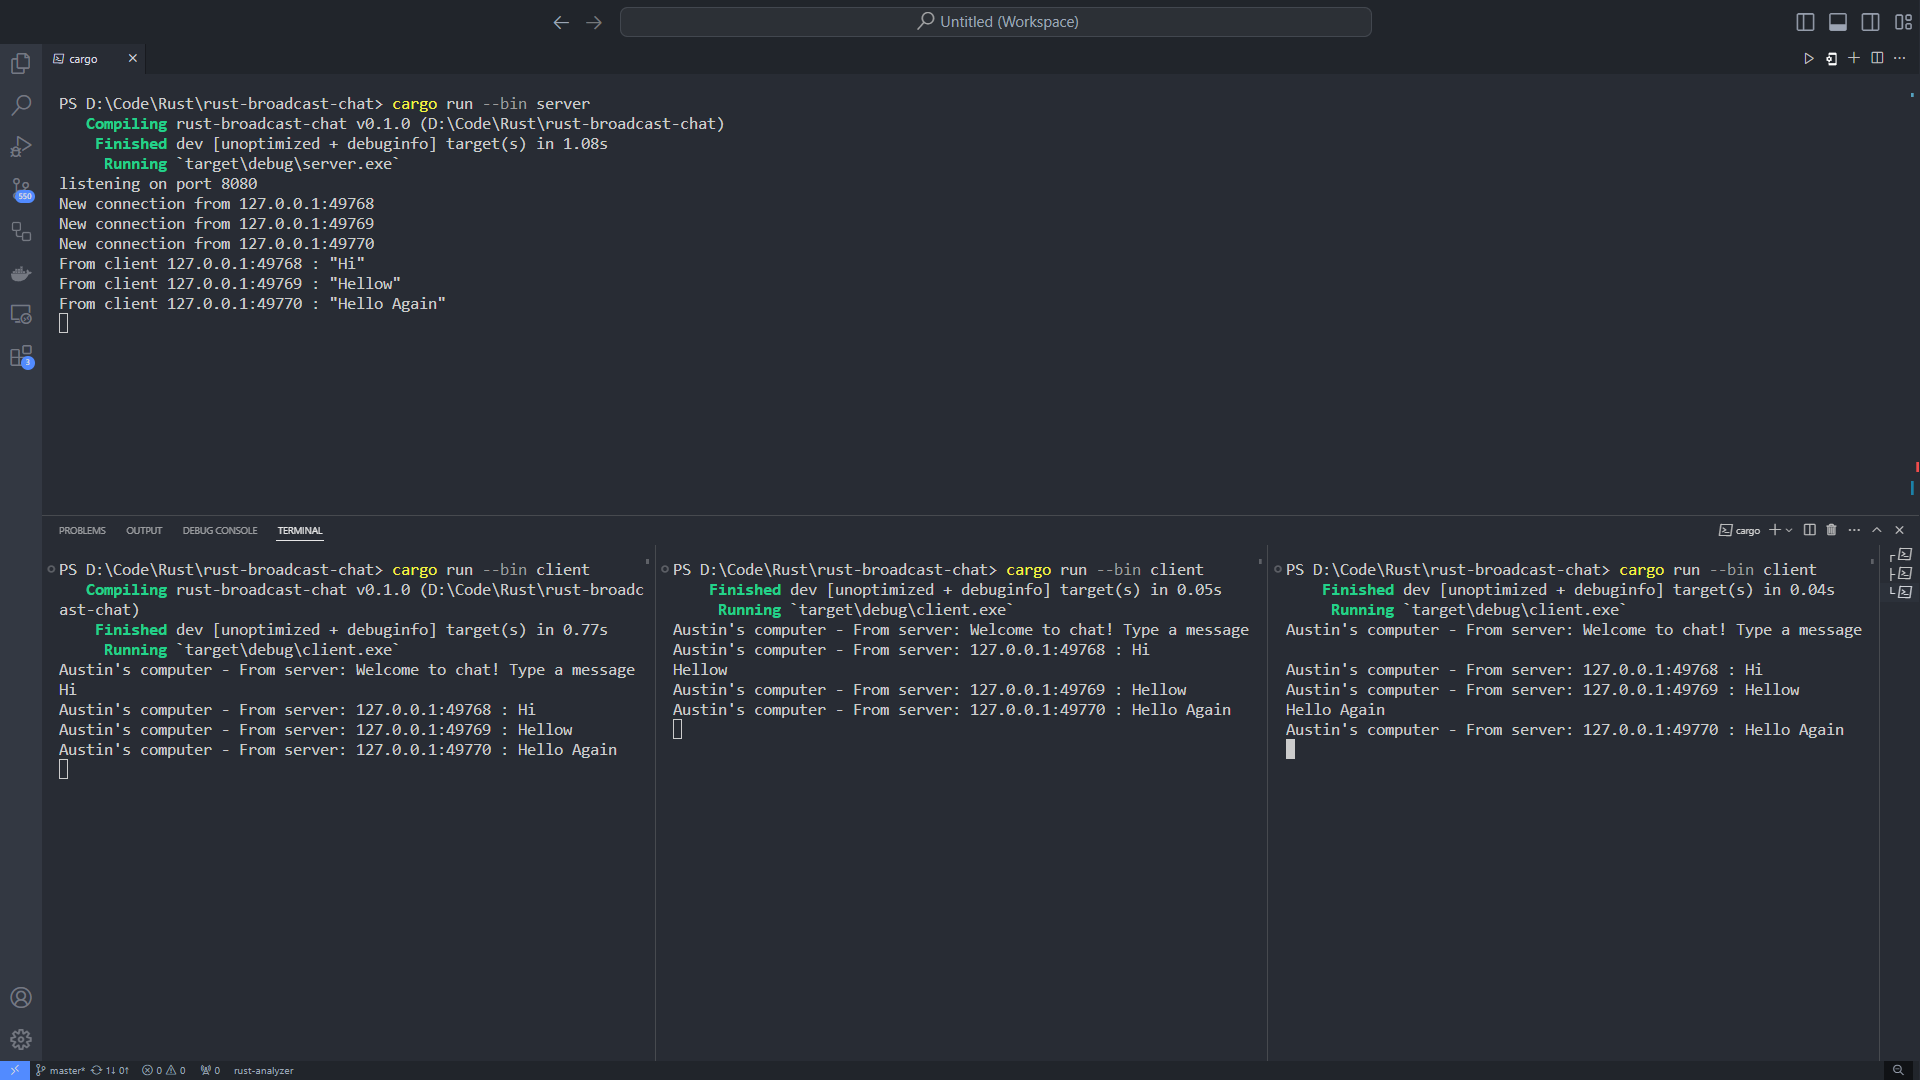 Untitled (Workspace)
cargo
PS D:\Code\Rust\rust-broadcast-chat> cargo run --bin server
Compiling rust-broadcast-chat v0.1.0 (D:\Code\Rust\rust-broadcast-chat)
Finished dev [unoptimized + debuginfo] target(s) in 1.08s
Running `target\debug\server.exe`
listening on port 8080
New connection from 127.0.0.1:49768
New connection from 127.0.0.1:49769
New connection from 127.0.0.1:49770
From client 127.0.0.1:49768 : "Hi"
From client 127.0.0.1:49769 : "Hellow"
From client 127.0.0.1:49770 : "Hello Again"
550
3
PROBLEMS OUTPUT DEBUG CONSOLE TERMINAL
cargo
PS D:\Code\Rust\rust-broadcast-chat> cargo run --bin client
Compiling rust-broadcast-chat v0.1.0 (D:\Code\Rust\rust-broadc
ast-chat)
Finished dev [unoptimized + debuginfo] target(s) in 0.77s
Running `target\debug\client.exe`
Austin's computer - From server: Welcome to chat! Type a message
Hi
Austin's computer - From server: 127.0.0.1:49768 : Hi
Austin's computer - From server: 127.0.0.1:49769 : Hellow
Austin's computer - From server: 127.0.0.1:49770 : Hello Again
PS D:\Code\Rust\rust-broadcast-chat> cargo run --bin client
Finished dev [unoptimized + debuginfo] target(s) in 0.05s
Running `target\debug\client.exe`
Austin's computer - From server: Welcome to chat! Type a message
Austin's computer - From server: 127.0.0.1:49768 : Hi
Hellow
Austin's computer - From server: 127.0.0.1:49769 : Hellow
Austin's computer - From server: 127.0.0.1:49770 : Hello Again
PS D:\Code\Rust\rust-broadcast-chat> cargo run --bin client
Finished dev [unoptimized + debuginfo] target(s) in 0.04s
Running `target\debug\client.exe`
Austin's computer - From server: Welcome to chat! Type a message
Austin's computer - From server: 127.0.0.1:49768 : Hi
Austin's computer - From server: 127.0.0.1:49769 : Hellow
Hello Again
Austin's computer - From server: 127.0.0.1:49770 : Hello Again
master* 1↓ 0↑ 0 0 0 rust-analyzer